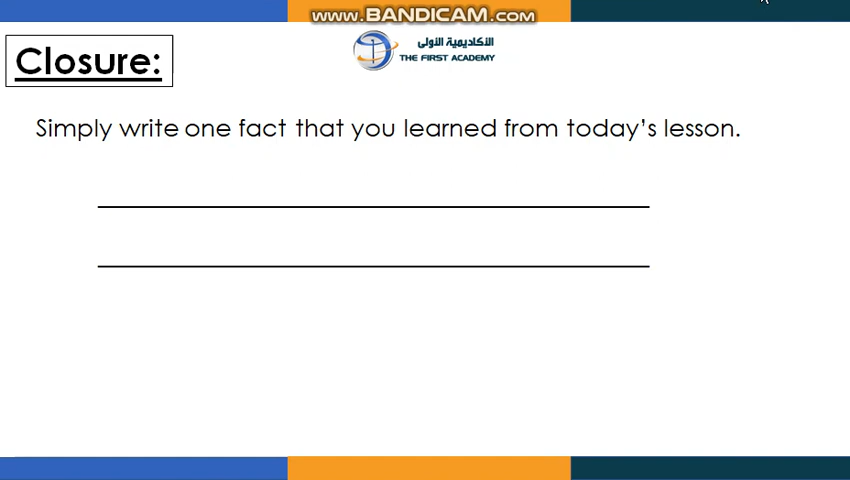 www.BANDICAM.com
الأكاديمية الأولى
THE FIRST ACADEMY
Closure:
Simply write one fact that you learned from today’s lesson.